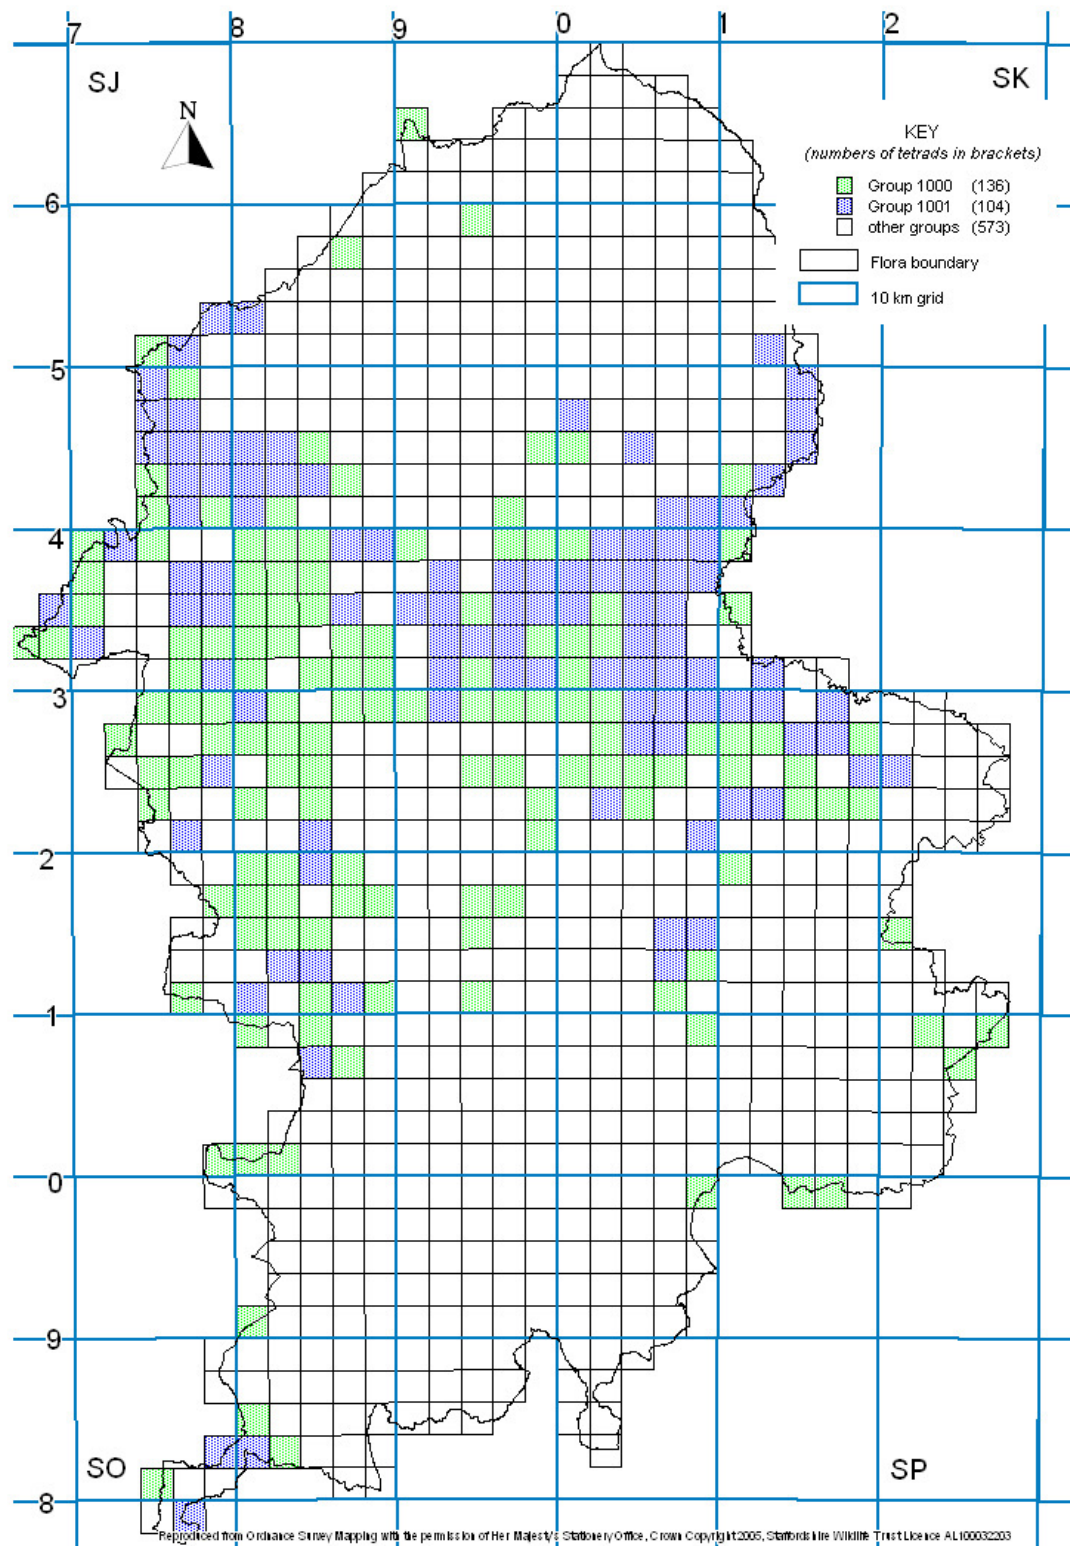 7 8 9 0 1 2
SJ
SK
N
KEY
(numbers of tetrads in brackets)
Group 1000 (136)
6
Group 1001 (104)
other groups (573)
Flora boundary
10 km grid
5
4
3
2
1
0
9
SO
SP
8
Reproduced from Ordnance Survey Mapping with the permission of Her Majesty's Stationery Office, Crown Copyright 2005, Staffordshire Wildlife Trust Licence AL100032203